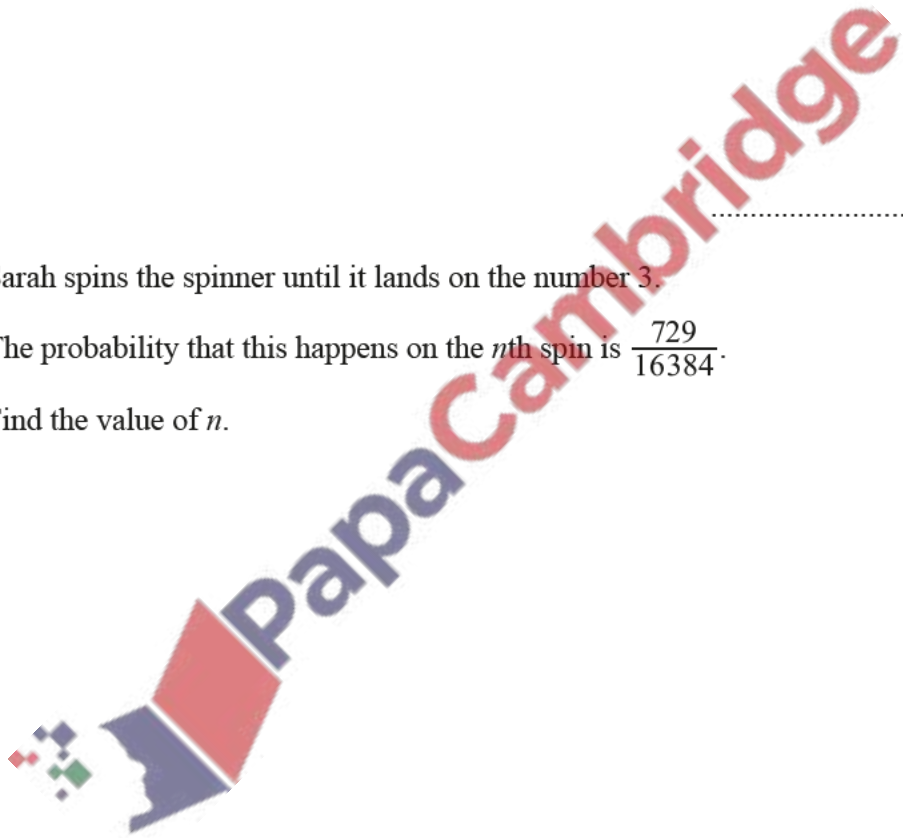 arah spins the spinner until it lands on the number 3.
he probability that this happens on the nth spin is 729/16384.
ind the value of n.
PapaCambridge